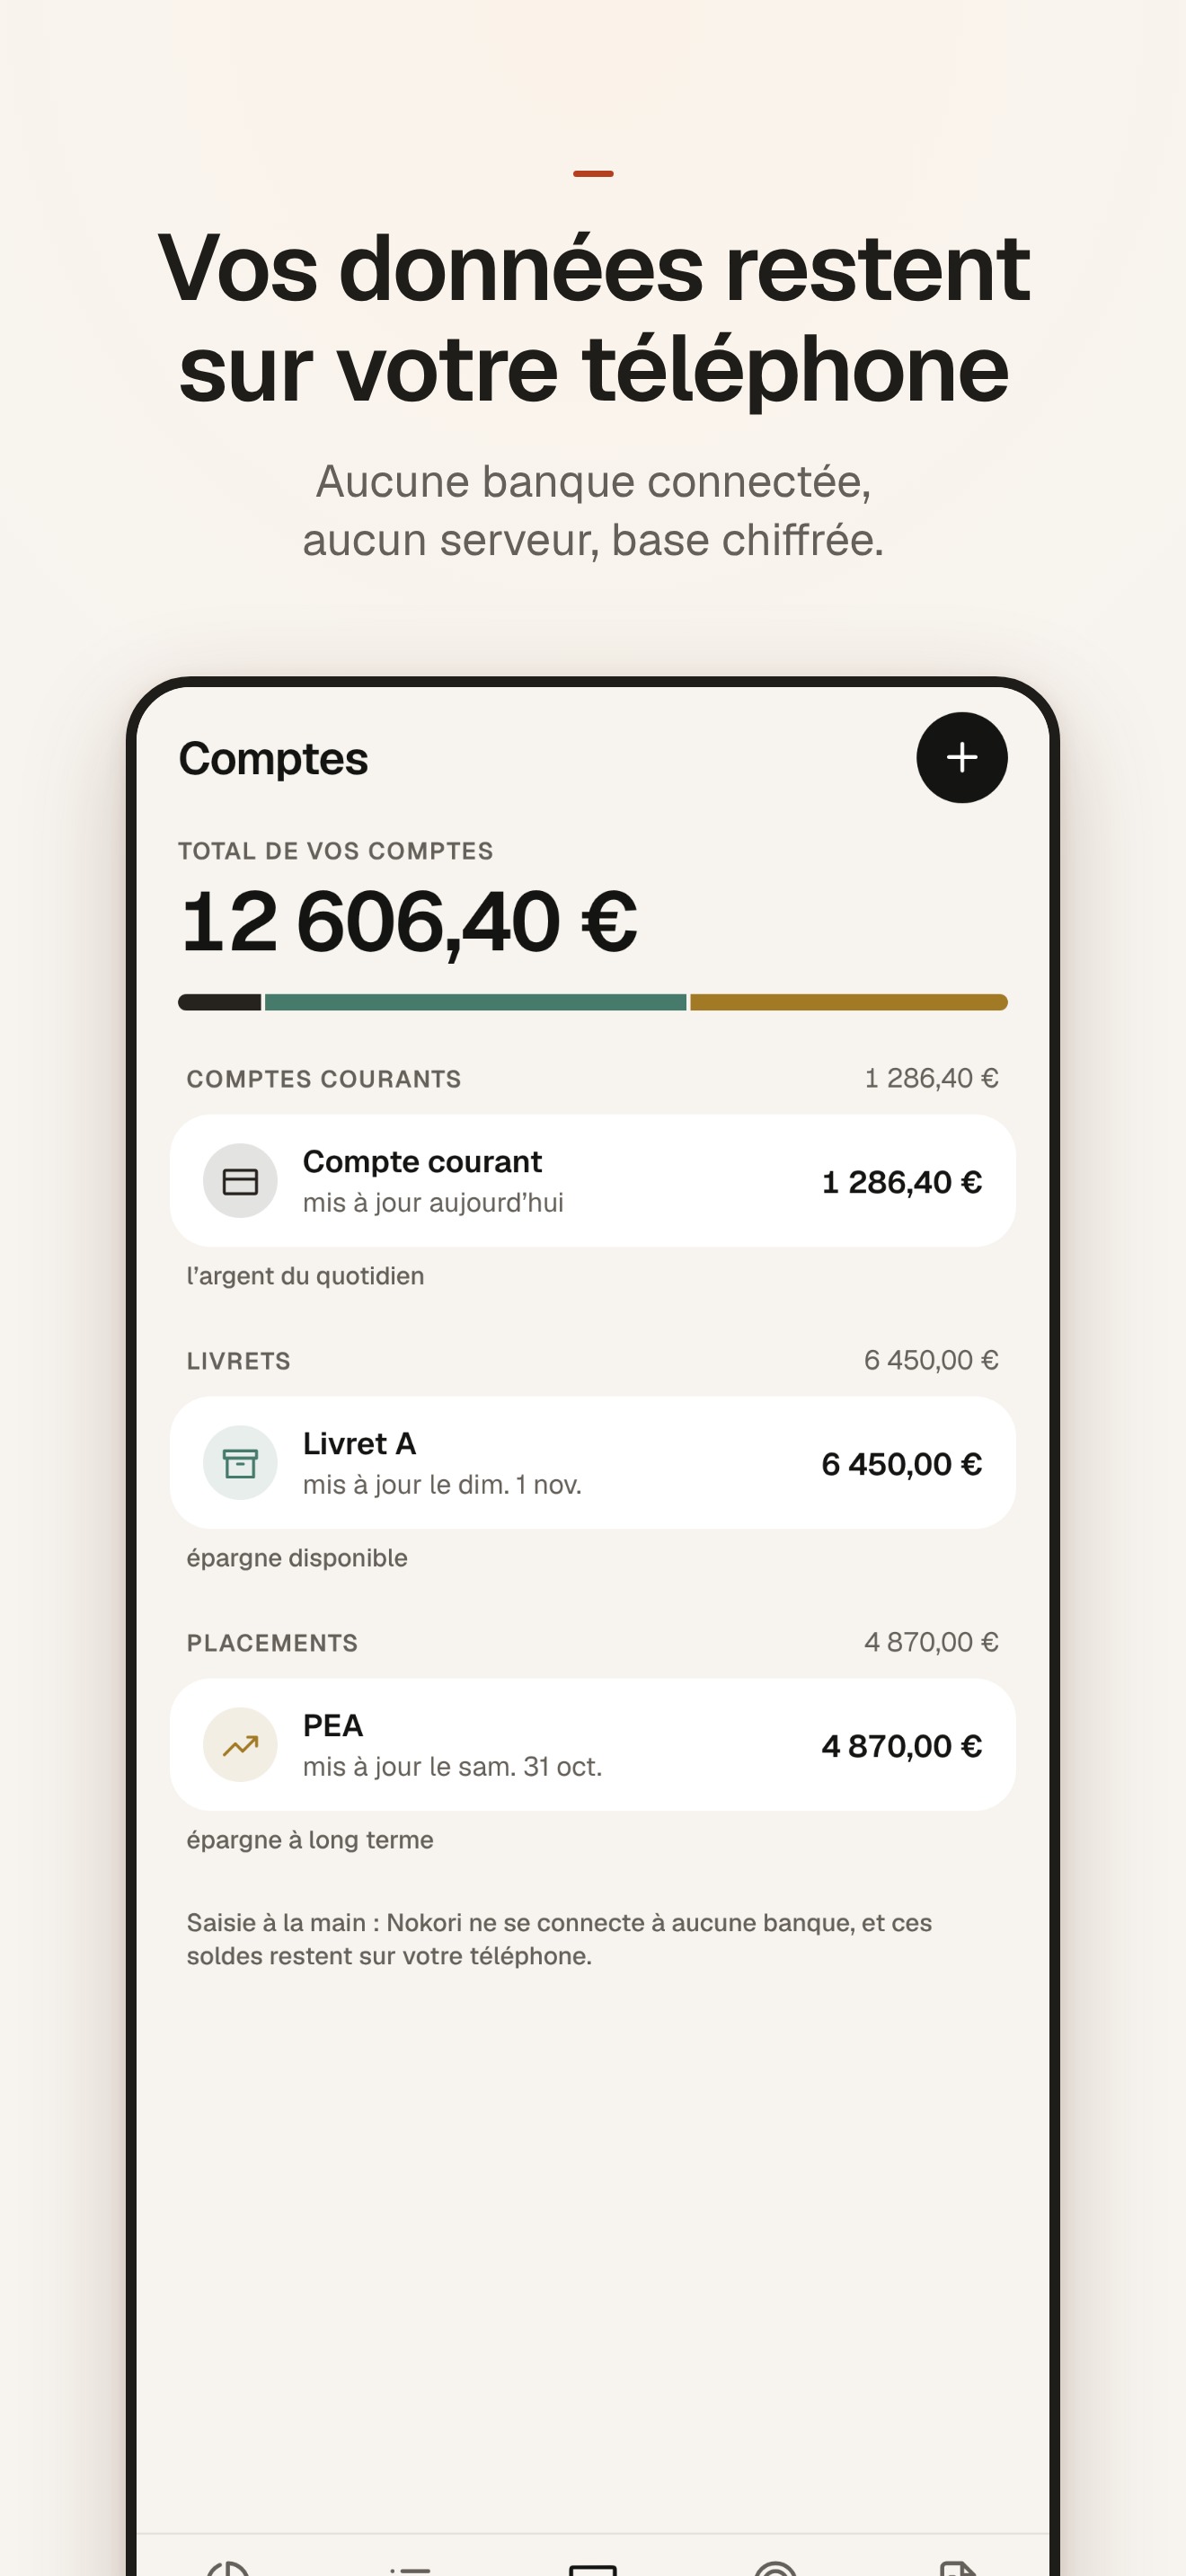 Vos données restent
sur votre téléphone
Aucune banque connectée,
aucun serveur, base chiffrée.
Comptes
TOTAL DE VOS COMPTES
12 606,40 €
COMPTES COURANTS 1 286,40 €
Compte courant
mis à jour aujourd’hui
1 286,40 €
l’argent du quotidien
LIVRETS 6 450,00 €
Livret A
mis à jour le dim. 1 nov.
6 450,00 €
épargne disponible
PLACEMENTS 4 870,00 €
PEA
mis à jour le sam. 31 oct.
4 870,00 €
épargne à long terme
Saisie à la main : Nokori ne se connecte à aucune banque, et ces
soldes restent sur votre téléphone.